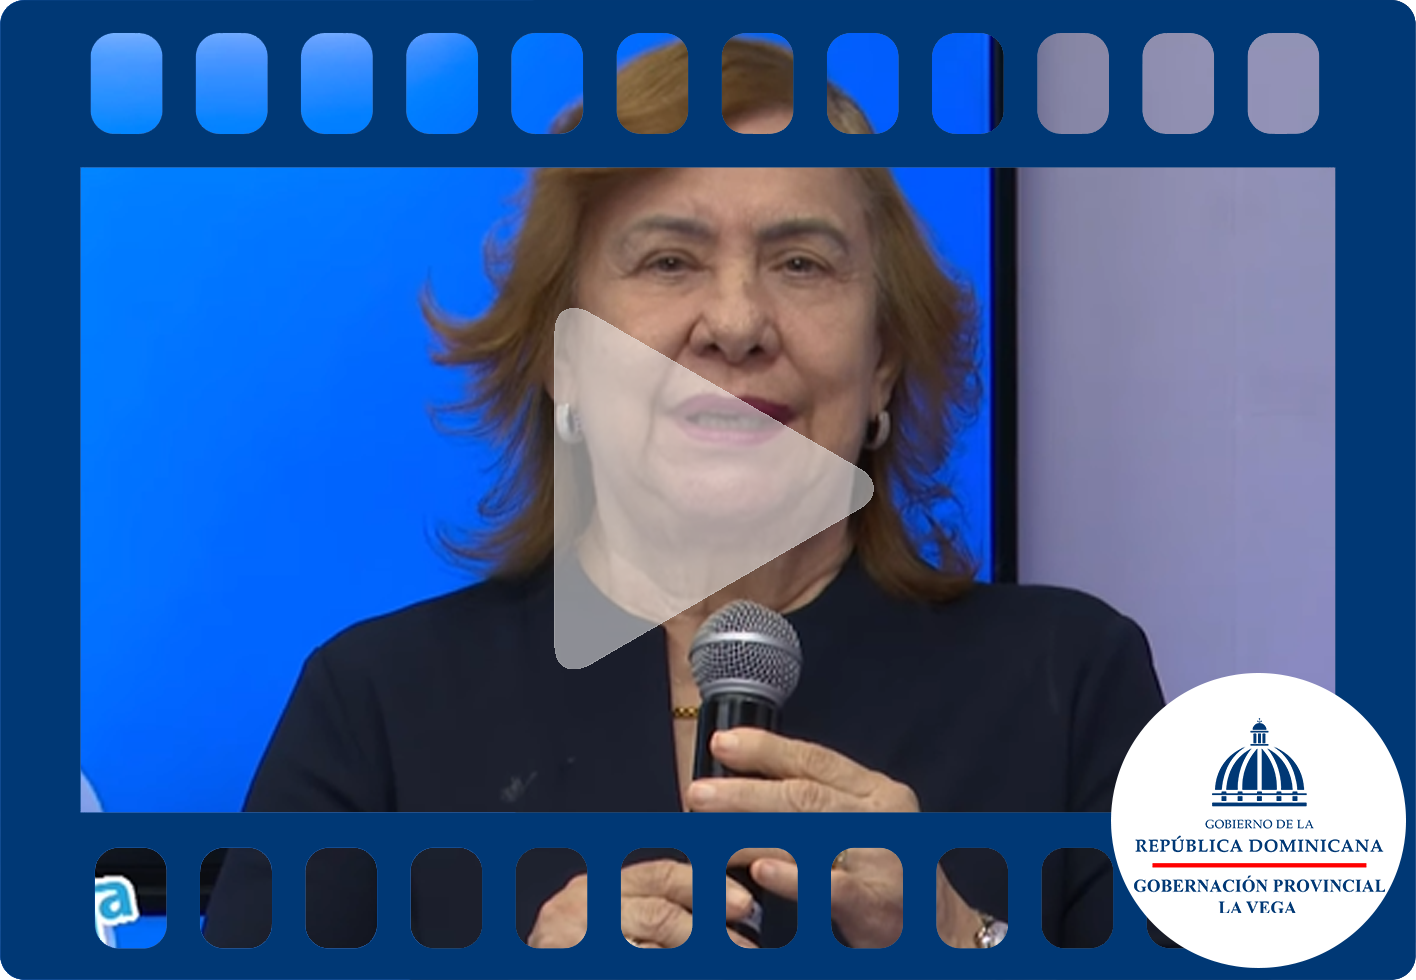 a
GOBIERNO DE LA
REPÚBLICA DOMINICANA
GOBERNACIÓN PROVINCIAL
LA VEGA